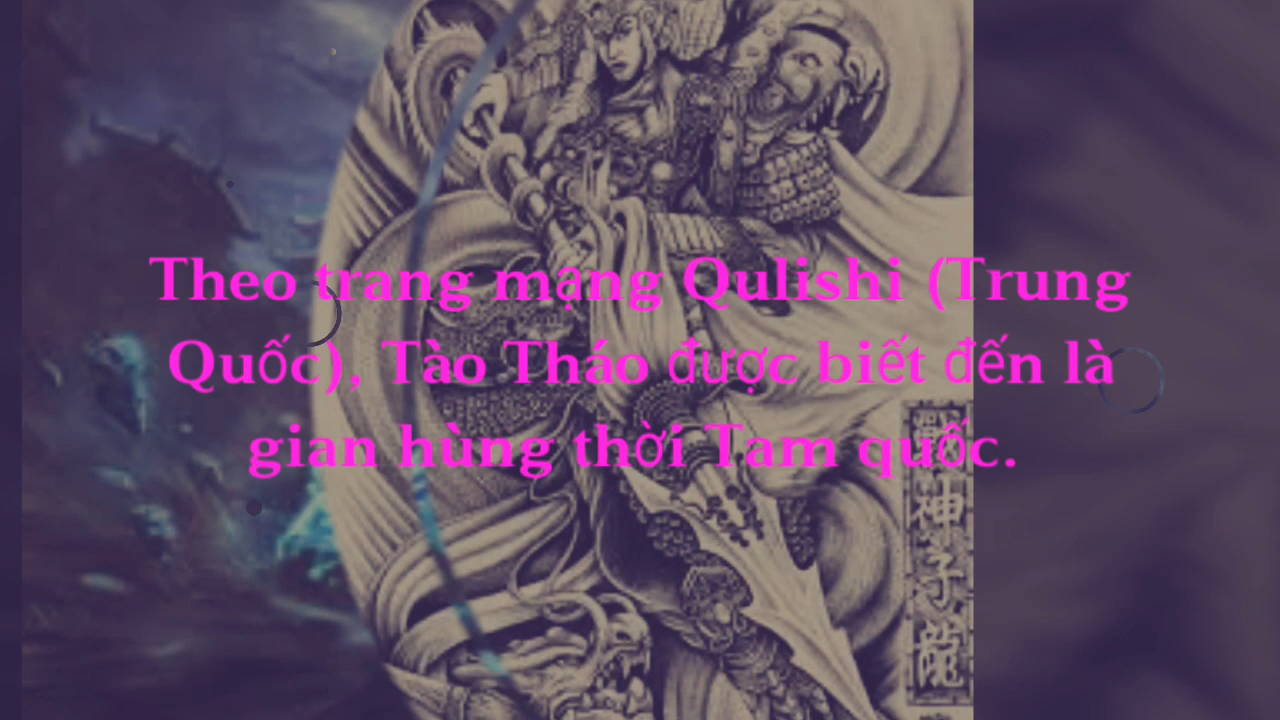 Theo trang mạng Qulishi (Trung
Quốc), Tào Tháo được biết đến là
gian hùng thời Tam quốc.
戰神子龍